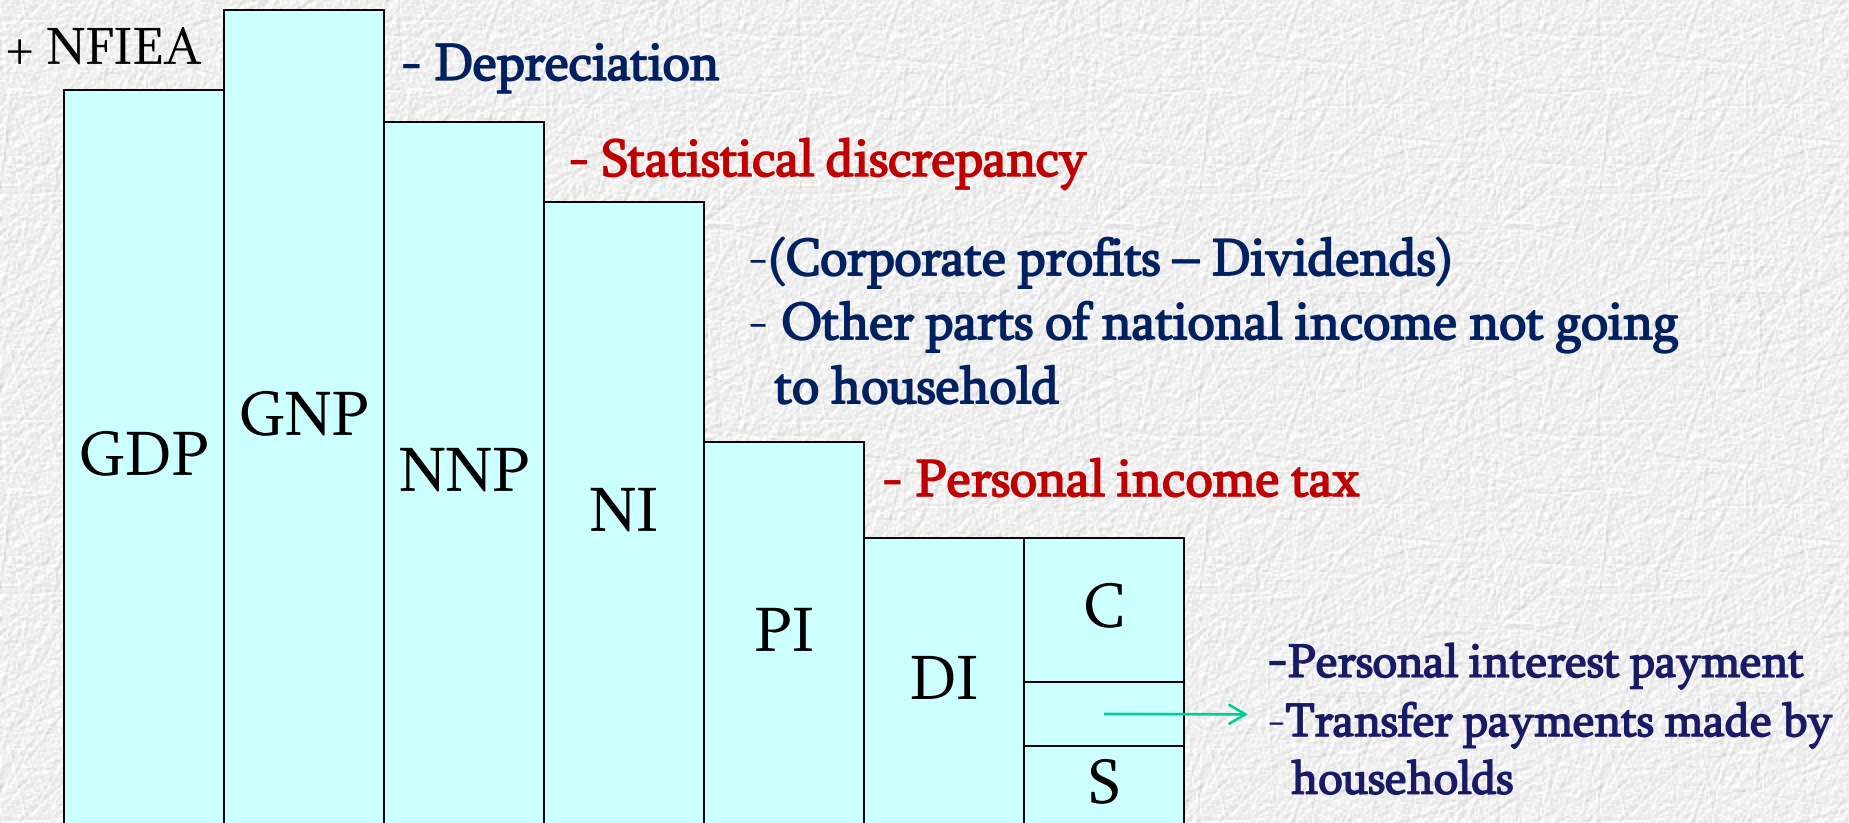 + NFIEA
- Depreciation
- Statistical discrepancy
-(Corporate profits – Dividends)
- Other parts of national income not going
to household
GDP
GNP
NNP
NI
- Personal income tax
PI
DI
C
S
-Personal interest payment
-Transfer payments made by
households